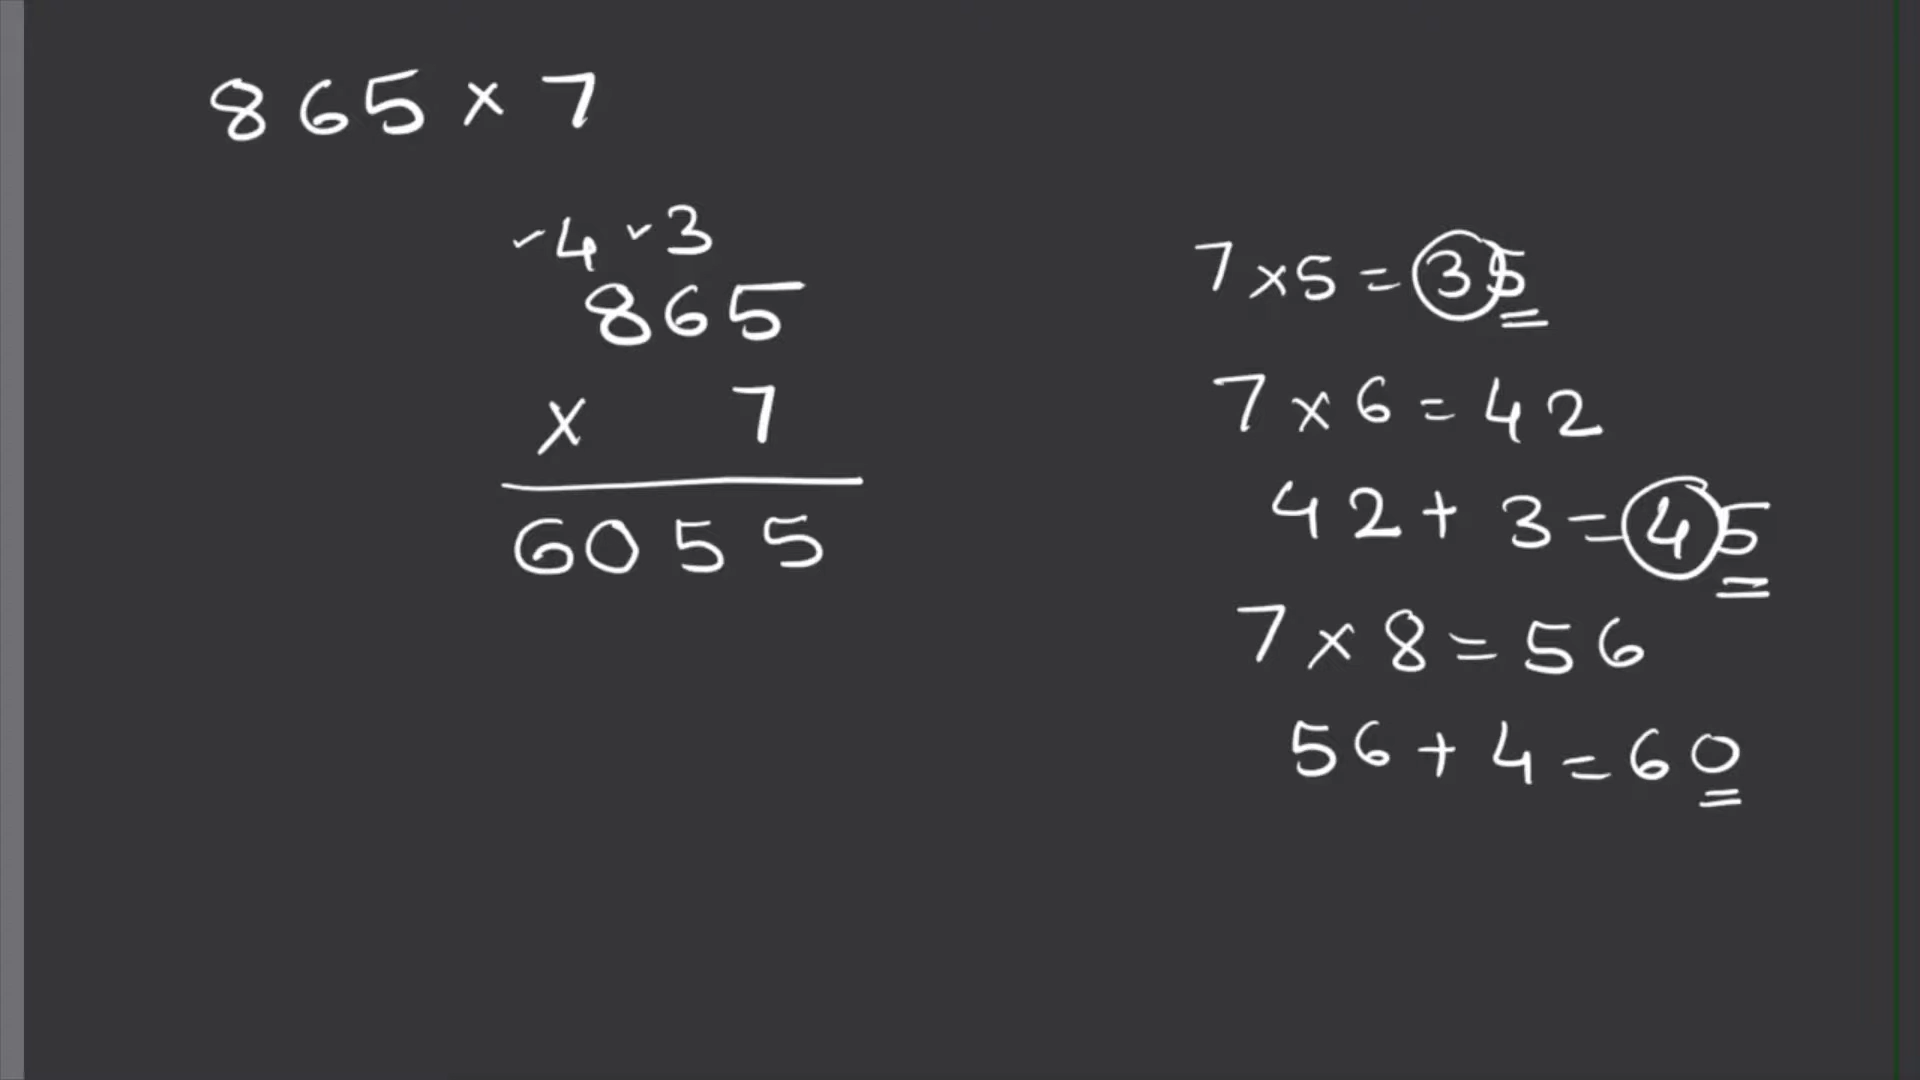 865 × 7
✓4 ✓3
865
× 7
6055
7 × 5 = 35
7 × 6 = 42
42 + 3 = 45
7 × 8 = 56
56 + 4 = 60